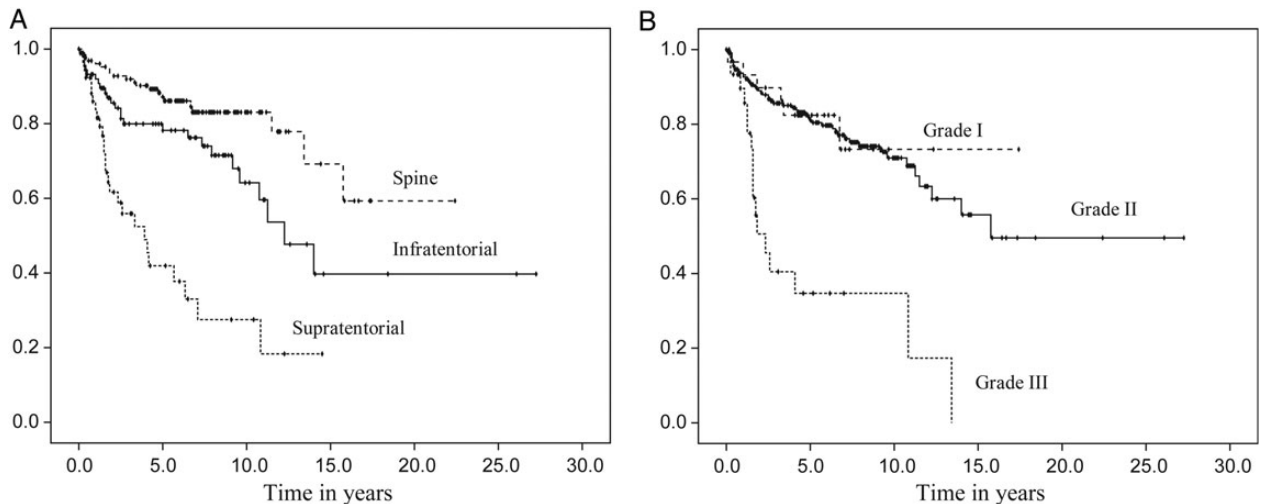 A
1.0
0.8
0.6
0.4
0.2
0.0
Spine
Infratentorial
Supratentorial
0.0 5.0 10.0 15.0 20.0 25.0 30.0
Time in years
B
1.0
0.8
0.6
0.4
0.2
0.0
Grade I
Grade II
Grade III
0.0 5.0 10.0 15.0 20.0 25.0 30.0
Time in years